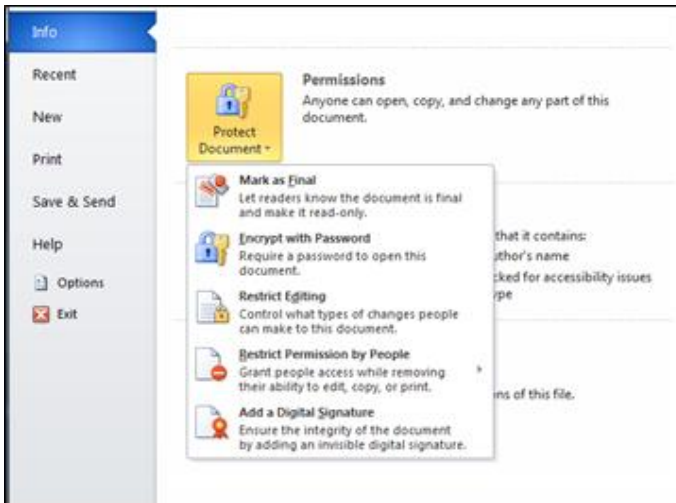 Info
Recent
New
Print
Save & Send
Help
Options
Exit
Permissions
Anyone can open, copy, and change any part of this
document.
Protect
Document
Mark as Final
Let readers know the document is final
and make it read-only.
Encrypt with Password
Require a password to open this
document.
Restrict Editing
Control what types of changes people
can make to this document.
Restrict Permission by People
Grant people access while removing
their ability to edit, copy, or print.
Add a Digital Signature
Ensure the integrity of the document
by adding an invisible digital signature.
that it contains:
name
for accessibility issues
of this file.